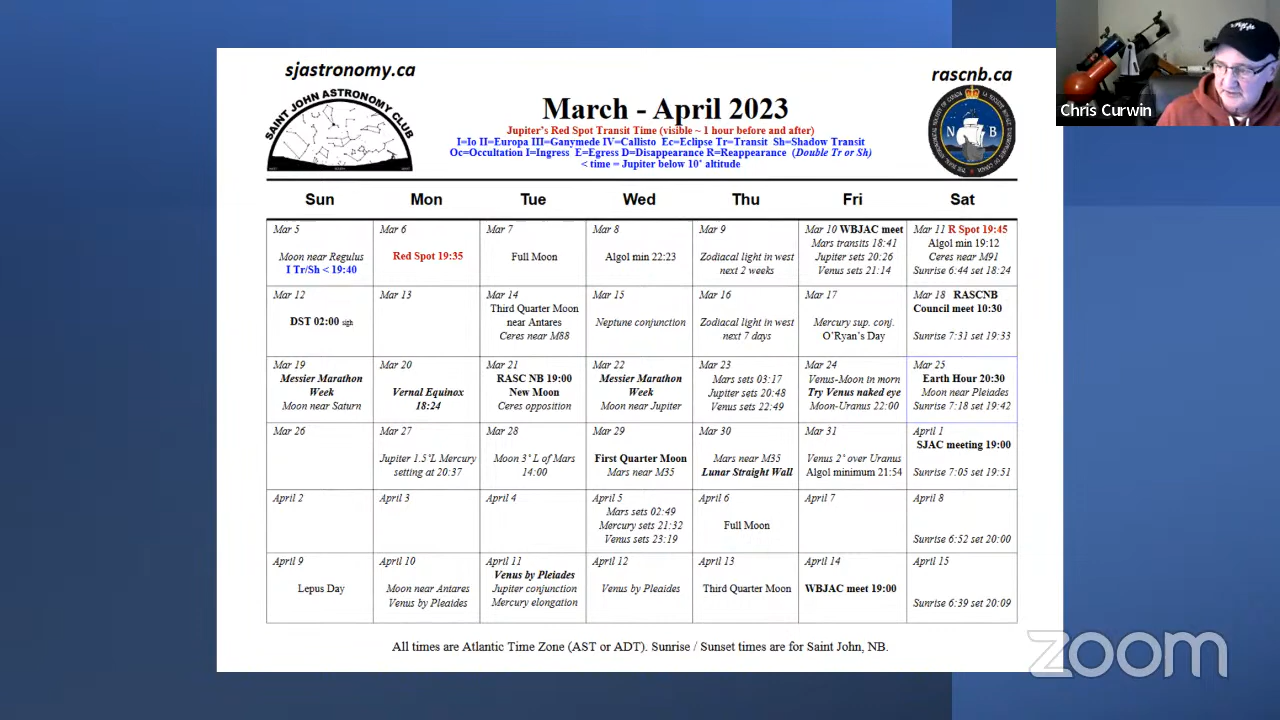 sjastronomy.ca
SAINT JOHN ASTRONOMY CLUB
March - April 2023
Jupiter's Red Spot Transit Time (visible ~ 1 hour before and after)
I=Io II=Europa III=Ganymede IV=Callisto Ec=Eclipse Tr=Transit Sh=Shadow Transit
Oc=Occultation I=Ingress E=Egress D=Disappearance R=Reappearance (Double Tr or Sh)
< time = Jupiter below 10˚ altitude
rascnb.ca
N B
Chris Curwin
Sun Mon Tue Wed Thu Fri Sat
Mar 5
Moon near Regulus
I Tr/Sh < 19:40
Mar 6
Red Spot 19:35
Mar 7
Full Moon
Mar 8
Algol min 22:23
Mar 9
Zodiacal light in west
next 2 weeks
Mar 10 WBJAC meet
Mars transits 18:41
Jupiter sets 20:26
Venus sets 21:14
Mar 11 R Spot 19:45
Algol min 19:12
Ceres near M91
Sunrise 6:44 set 18:24
Mar 12
DST 02:00 sigh
Mar 13
Mar 14
Third Quarter Moon
near Antares
Ceres near M88
Mar 15
Neptune conjunction
Mar 16
Zodiacal light in west
next 7 days
Mar 17
Mercury sup. conj.
O'Ryan's Day
Mar 18 RASCNB
Council meet 10:30
Sunrise 7:31 set 19:33
Mar 19
Messier Marathon
Week
Moon near Saturn
Mar 20
Vernal Equinox
18:24
Mar 21
RASC NB 19:00
New Moon
Ceres opposition
Mar 22
Messier Marathon
Week
Moon near Jupiter
Mar 23
Mars sets 03:17
Jupiter sets 20:48
Venus sets 22:49
Mar 24
Venus-Moon in morn
Try Venus naked eye
Moon-Uranus 22:00
Mar 25
Earth Hour 20:30
Moon near Pleiades
Sunrise 7:18 set 19:42
Mar 26
Mar 27
Jupiter 1.5˚L Mercury
setting at 20:37
Mar 28
Moon 3˚ L of Mars
14:00
Mar 29
First Quarter Moon
Mars near M35
Mar 30
Mars near M35
Lunar Straight Wall
Mar 31
Venus 2˚ over Uranus
Algol minimum 21:54
April 1
SJAC meeting 19:00
Sunrise 7:05 set 19:51
April 2
April 3
April 4
April 5
Mars sets 02:49
Mercury sets 21:32
Venus sets 23:19
April 6
Full Moon
April 7
April 8
Sunrise 6:52 set 20:00
April 9
Lepus Day
April 10
Moon near Antares
Venus by Pleaides
April 11
Venus by Pleiades
Jupiter conjunction
Mercury elongation
April 12
Venus by Pleaides
April 13
Third Quarter Moon
April 14
WBJAC meet 19:00
April 15
Sunrise 6:39 set 20:09
All times are Atlantic Time Zone (AST or ADT). Sunrise / Sunset times are for Saint John, NB.
zoom